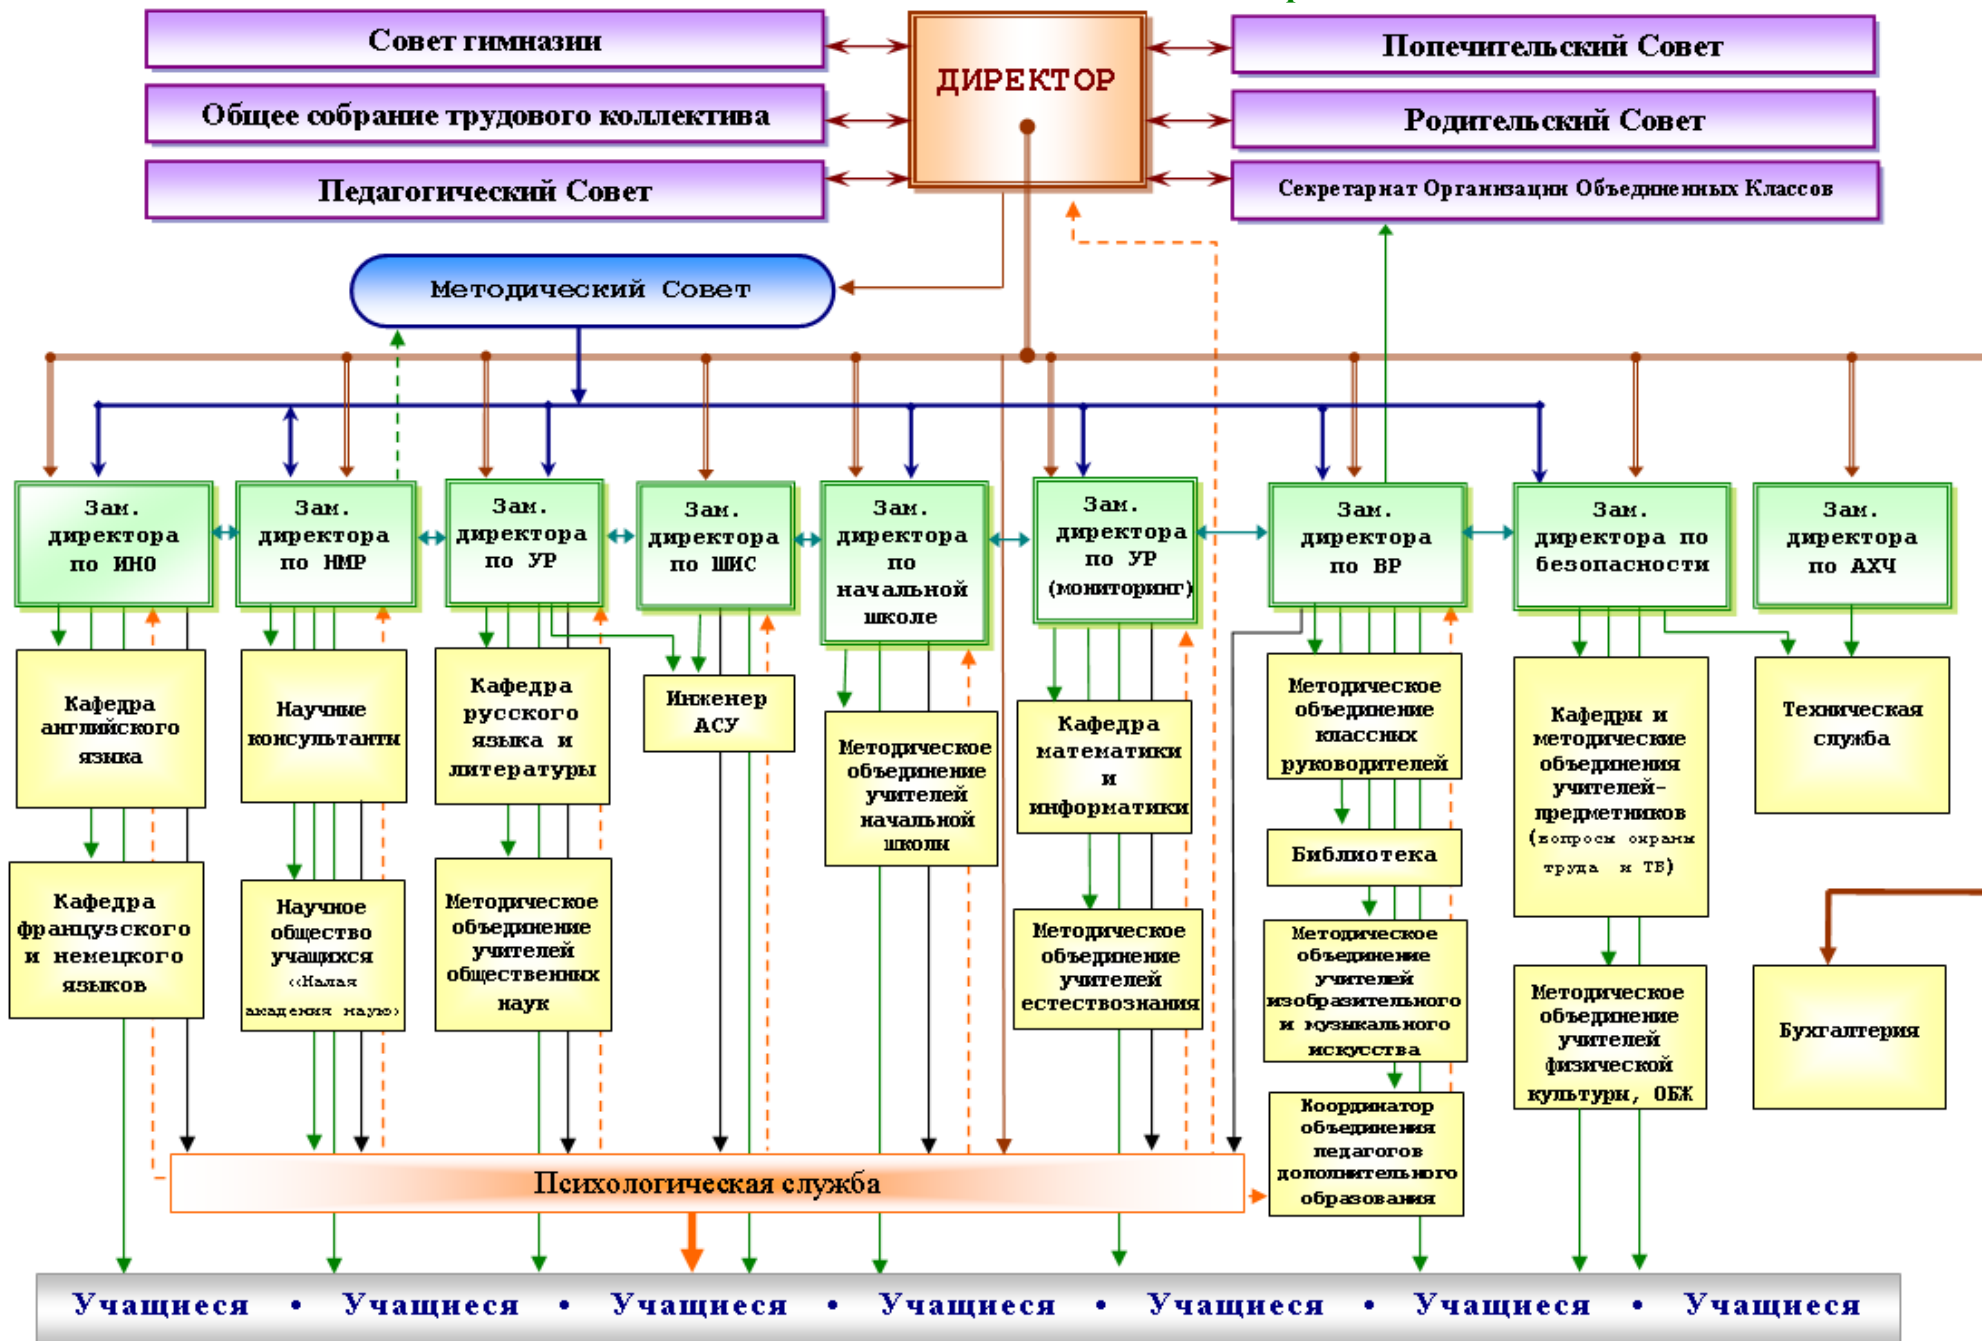 Совет гимназии
Общее собрание трудового коллектива
Педагогический Совет
ДИРЕКТОР
Попечительский Совет
Родительский Совет
Секретариат Организации Объединенных Классов
Методический Совет
Зам.
директора
по ИНО
Зам.
директора
по НМР
Зам.
директора
по УР
Зам.
директора
по ШИС
Зам.
директора
по
начальной
школе
Зам.
директора
по УР
(мониторинг)
Зам.
директора
по ВР
Зам.
директора по
безопасности
Зам.
директора
по АХЧ
Кафедра
английского
языка
Кафедра
французского
и немецкого
языков
Научные
консультанты
Научное
общество
учащихся
«Малая
академия наук»
Кафедра
русского
языка и
литературы
Методическое
объединение
учителей
общественных
наук
Инженер
АСУ
Методическое
объединение
учителей
начальной
школы
Кафедра
математики
и
информатики
Методическое
объединение
учителей
естествознания
Методическое
объединение
классных
руководителей
Библиотека
Методическое
объединение
учителей
изобразительного
и музыкального
искусства
Координатор
объединения
педагогов
дополнительного
образования
Кафедры и
методические
объединения
учителей-
предметников
(вопросы охраны
труда и ТБ)
Методическое
объединение
учителей
физической
культуры, ОБЖ
Техническая
служба
Бухгалтерия
Психологическая служба
Учащиеся • Учащиеся • Учащиеся • Учащиеся • Учащиеся • Учащиеся • Учащиеся